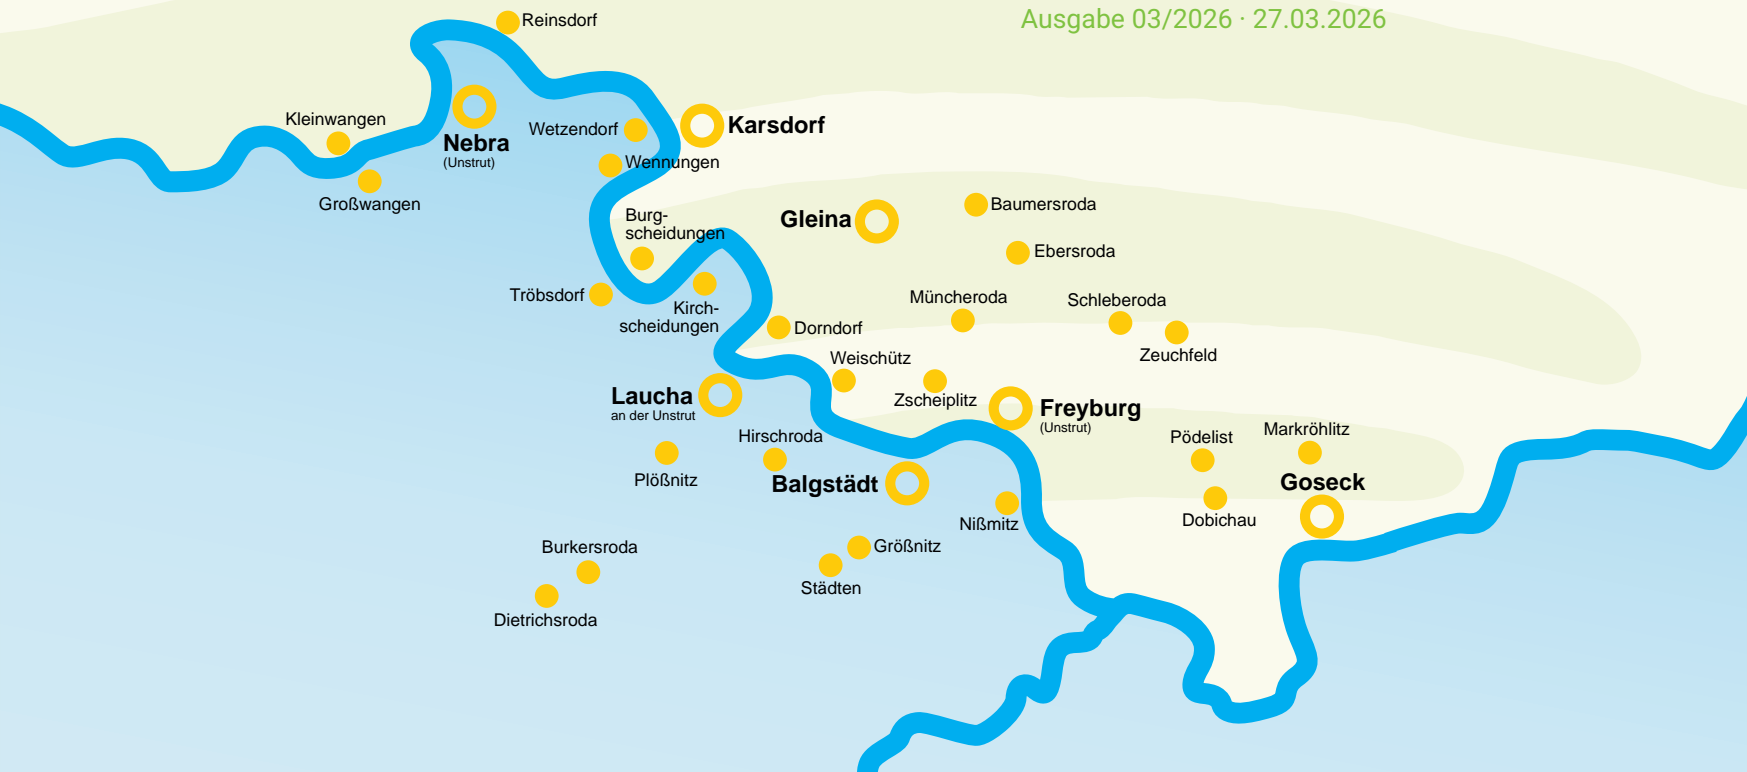 Reinsdorf
Ausgabe 03/2026 · 27.03.2026
Kleinwangen
Nebra
(Unstrut)
Wetzendorf
Karsdorf
Wennungen
Großwangen
Burg-
scheidungen
Gleina
Baumersroda
Ebersroda
Tröbsdorf
Kirch-
scheidungen
Müncheroda
Schleberoda
Dorndorf
Zeuchfeld
Weischütz
Laucha
an der Unstrut
Zscheiplitz
Freyburg
(Unstrut)
Hirschroda
Pödelist
Markröhlitz
Plößnitz
Balgstädt
Goseck
Nißmitz
Dobichau
Burkersroda
Größnitz
Städten
Dietrichsroda